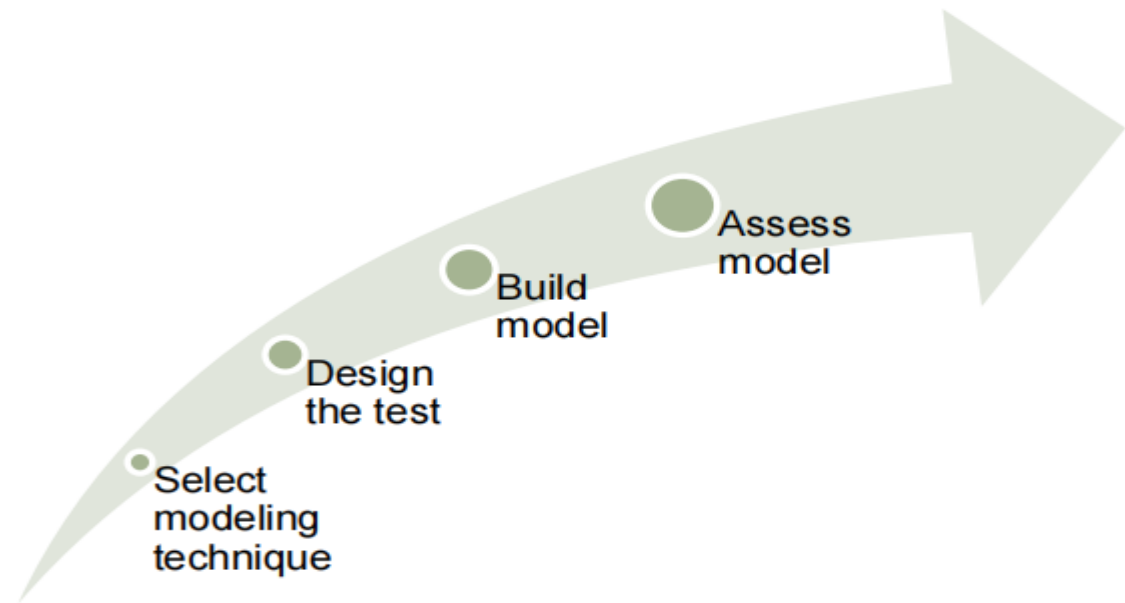 Select
modeling
technique
Design
the test
Build
model
Assess
model